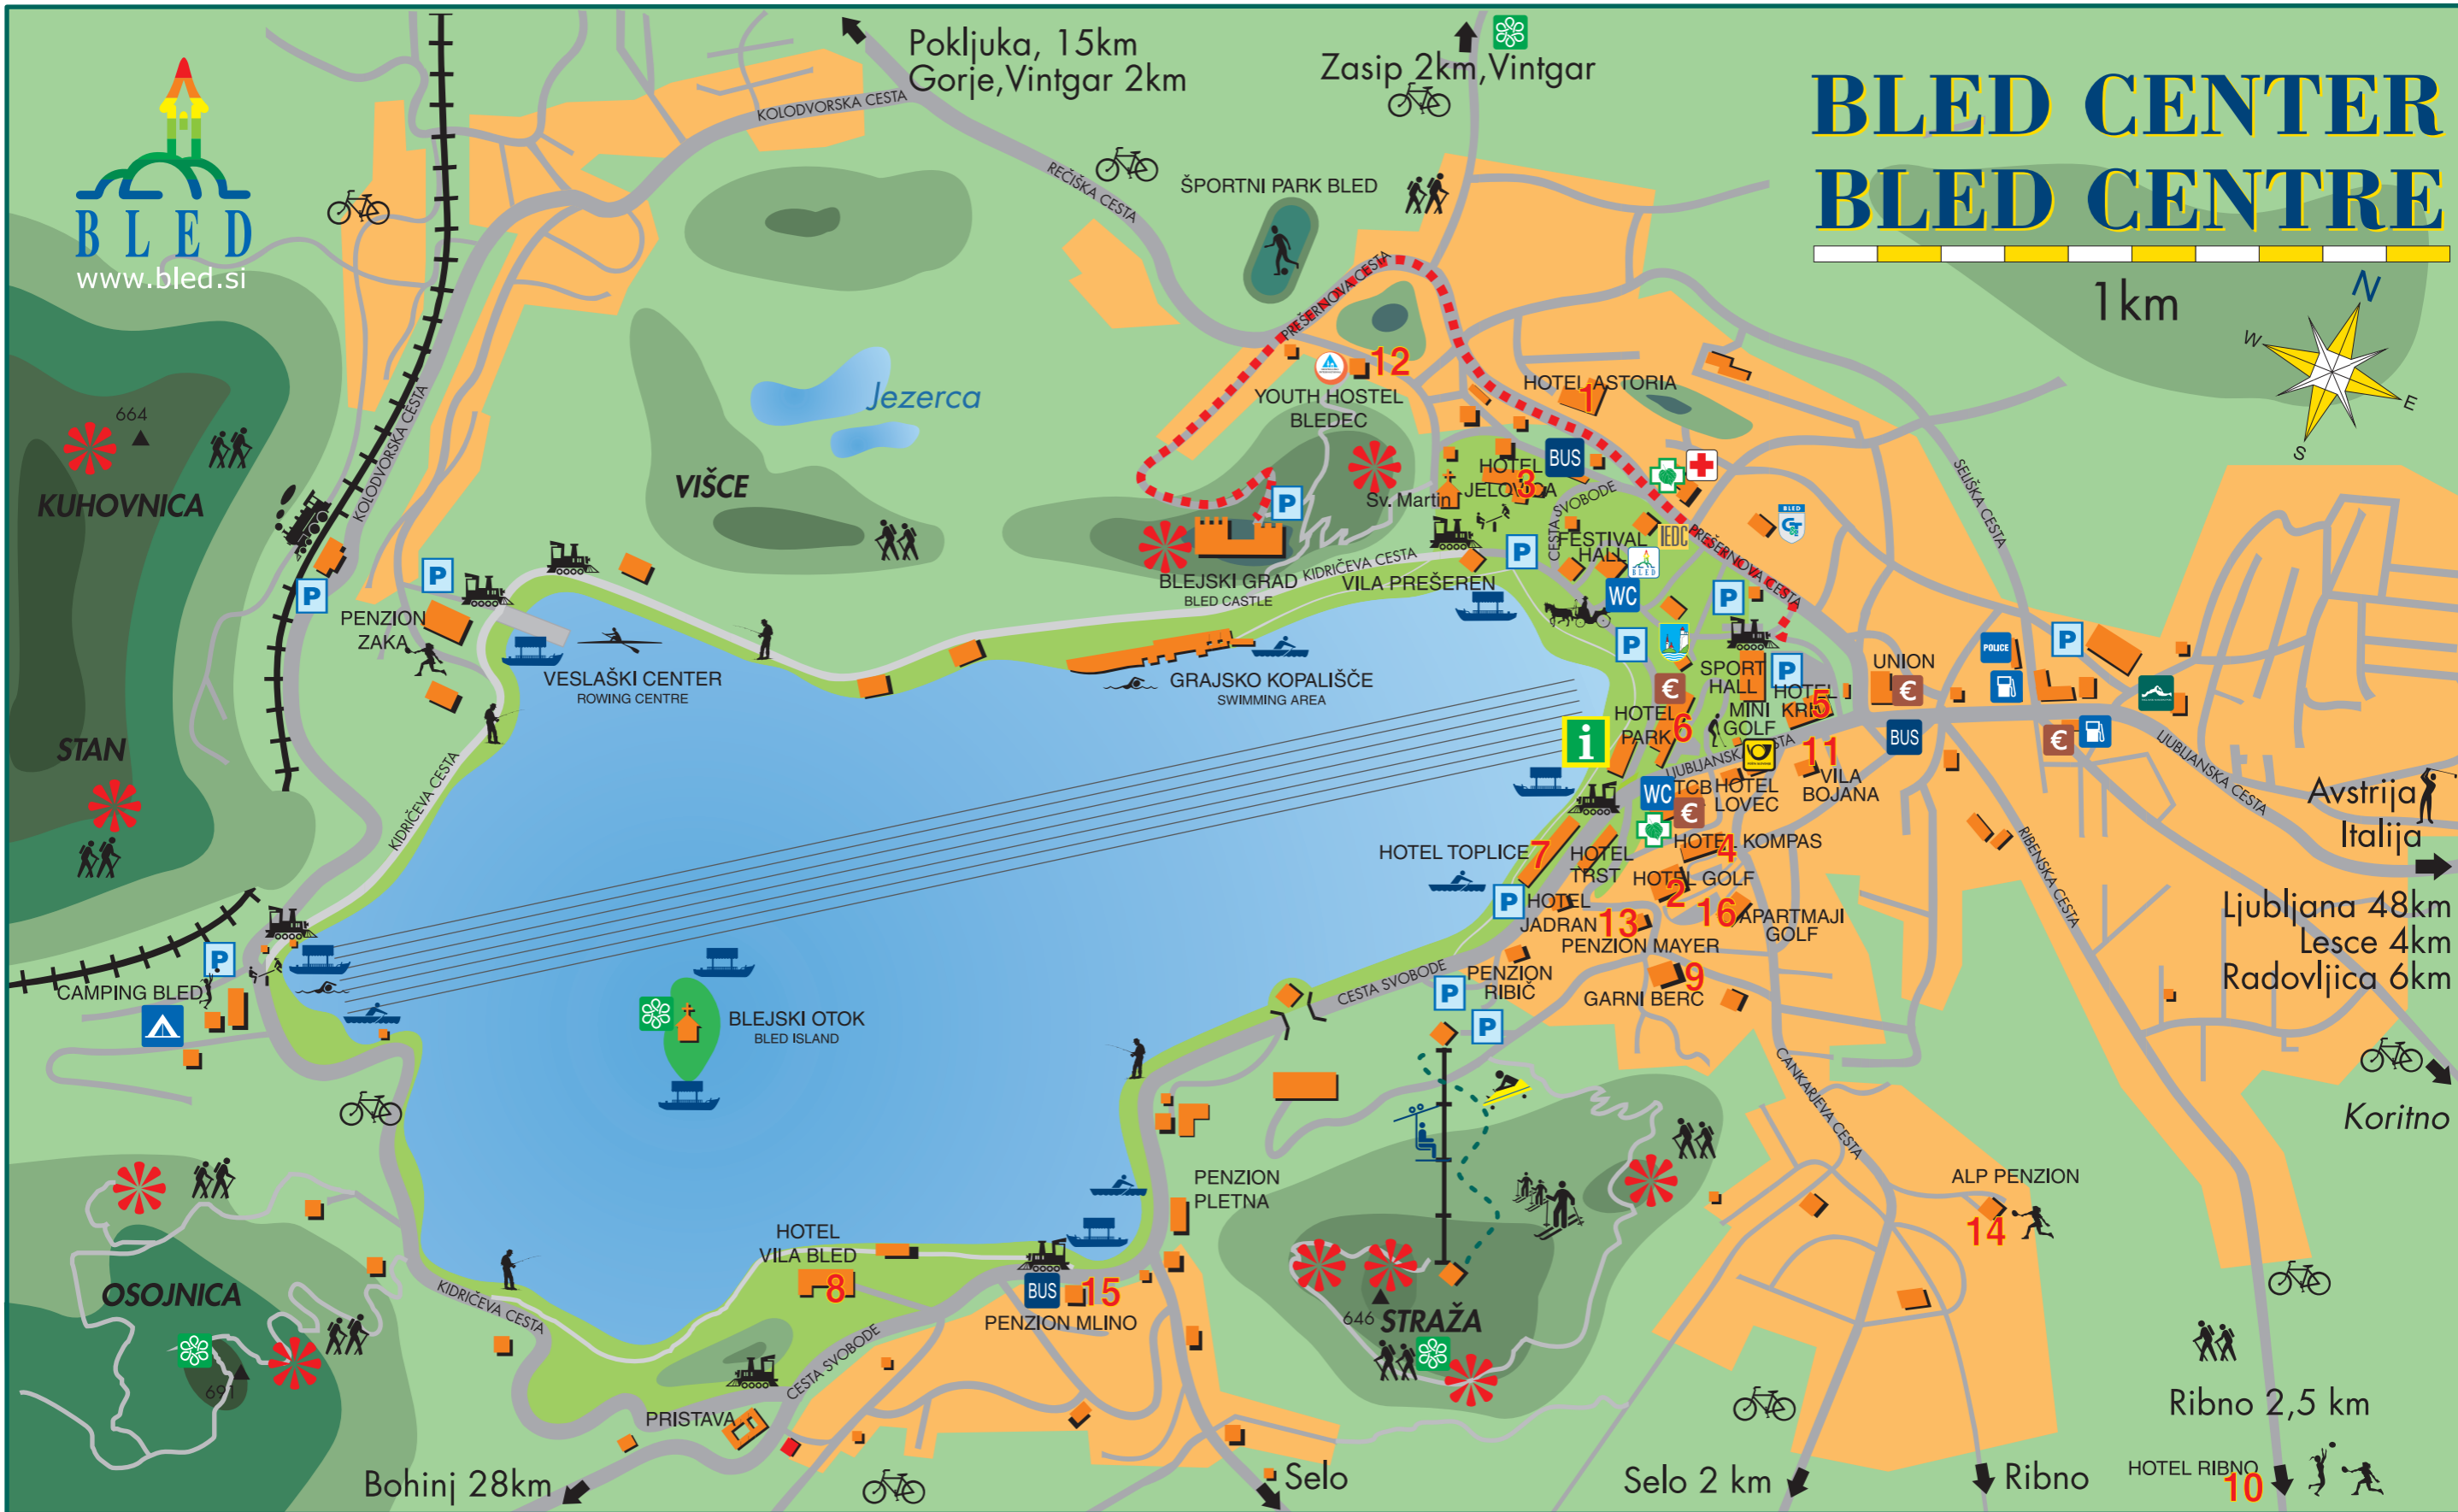 BLED CENTER
BLED CENTRE
1km
N
W
E
S
BLED
www.bled.si
Pokljuka, 15km
Gorje,Vintgar 2km
Zasip 2km,Vintgar
KOLODVORSKA CESTA
REČIŠKA CESTA
ŠPORTNI PARK BLED
PREŠERNOVA CESTA
12
YOUTH HOSTEL
BLEDEC
HOTEL ASTORIA
1
Jezerca
664
KUHOVNICA
KOLODVORSKA CESTA
VIŠCE
Sv. Martin
HOTEL
JELOVICA
3
BUS
CESTA SVOBODE
CESTA SVOBODE
SELIŠKA CESTA
P
BLEJSKI GRAD
BLED CASTLE
KIDRIČEVA CESTA
VILA PREŠEREN
P
FESTIVAL
HALL
IEDC
BLED
PREŠERNOVA CESTA
BLED
WC
P
P
P
PENZION
ZAKA
VESLAŠKI CENTER
ROWING CENTRE
GRAJSKO KOPALIŠČE
SWIMMING AREA
P
P
SPORT
HALL
€
HOTEL
KRIM
5
MINI
GOLF
HOTEL
PARK
6
UNION
€
POLICE
P
BUS
€
i
LJUBLJANSKA CESTA
11
VILA
BOJANA
LJUBLJANSKA CESTA
STAN
KIDRIČEVA CESTA
WC
TCB
€
HOTEL
LOVEC
HOTEL KOMPAS
4
HOTEL TOPLICE
7
HOTEL
TRST
HOTEL GOLF
2
P
HOTEL
JADRAN
13
16
APARTMAJI
GOLF
PENZION MAYER
RIBENSKA CESTA
Avstrija
Italija
Ljubljana 48km
Lesce 4km
Radovljica 6km
P
CAMPING BLED
BLEJSKI OTOK
BLED ISLAND
CESTA SVOBODE
PENZION
RIBIČ
P
P
9
GARNI BERC
CANKARJEVA CESTA
Koritno
PENZION
PLETNA
ALP PENZION
14
HOTEL
VILA BLED
8
BUS
15
PENZION MLINO
OSOJNICA
691
KIDRIČEVA CESTA
646
STRAŽA
CESTA SVOBODE
PRISTAVA
Bohinj 28km
Selo
Selo 2 km
Ribno
Ribno 2,5 km
HOTEL RIBNO
10